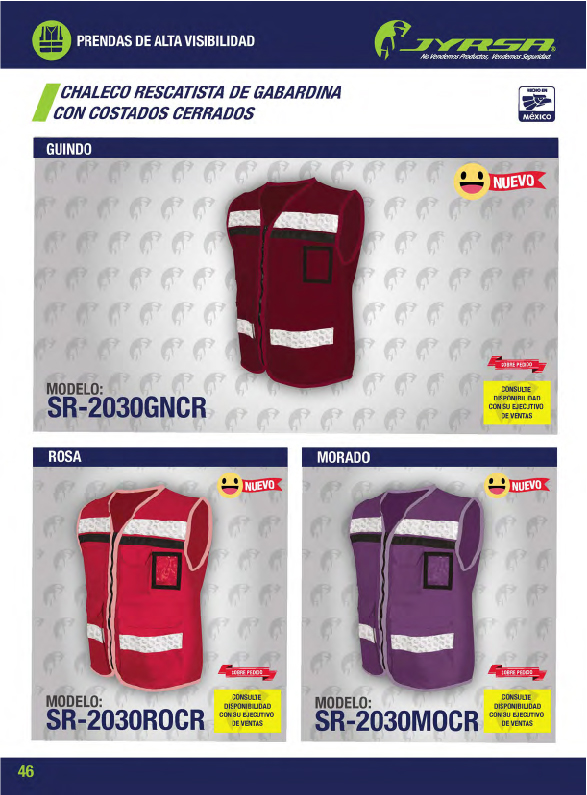 PRENDAS DE ALTA VISIBILIDAD
JYRSA®
No Vendemos Productos, Vendemos Seguridad
CHALECO RESCATISTA DE GABARDINA
CON COSTADOS CERRADOS
HECHO EN
MÉXICO
GUINDO
NUEVO
SOBRE PEDIDO
MODELO:
SR-2030GNCR
CONSULTE
DISPONIBILIDAD
CON SU EJECUTIVO
DE VENTAS
ROSA
NUEVO
SOBRE PEDIDO
MODELO:
SR-2030ROCR
CONSULTE
DISPONIBILIDAD
CON SU EJECUTIVO
DE VENTAS
MORADO
NUEVO
SOBRE PEDIDO
MODELO:
SR-2030MOCR
CONSULTE
DISPONIBILIDAD
CON SU EJECUTIVO
DE VENTAS
46